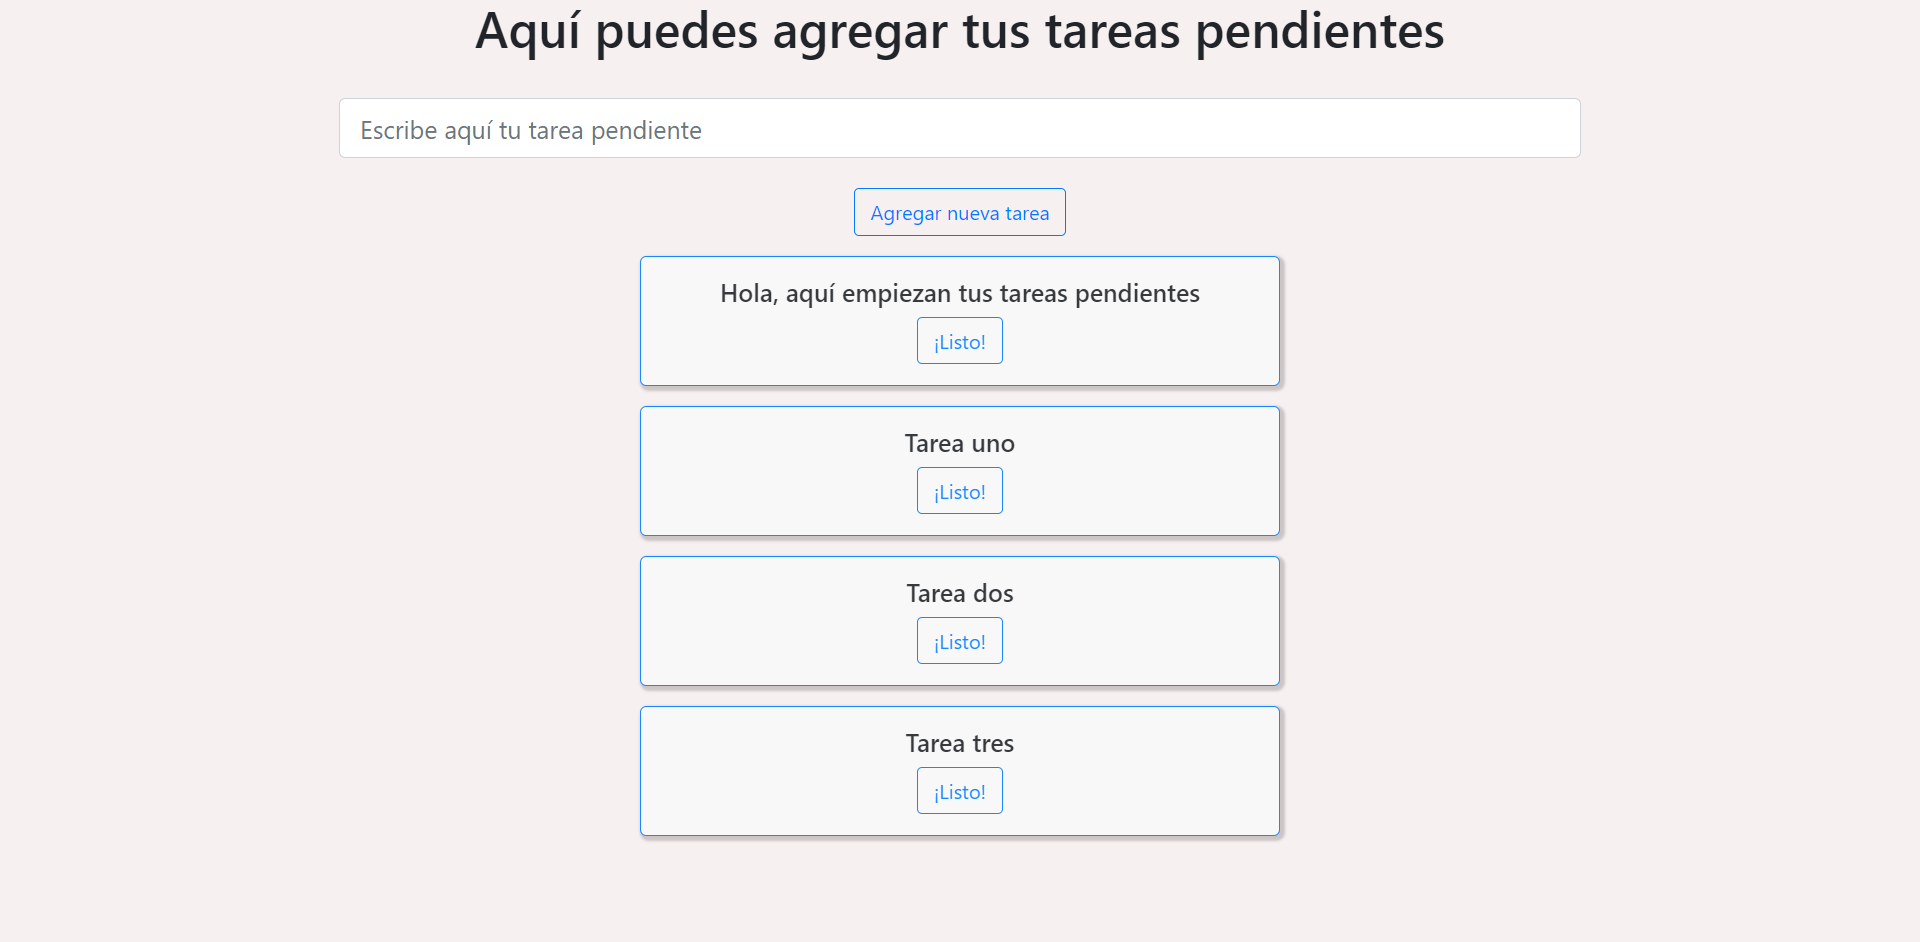 Aquí puedes agregar tus tareas pendientes
Escribe aquí tu tarea pendiente
Agregar nueva tarea
Hola, aquí empiezan tus tareas pendientes
¡Listo!
Tarea uno
¡Listo!
Tarea dos
¡Listo!
Tarea tres
¡Listo!